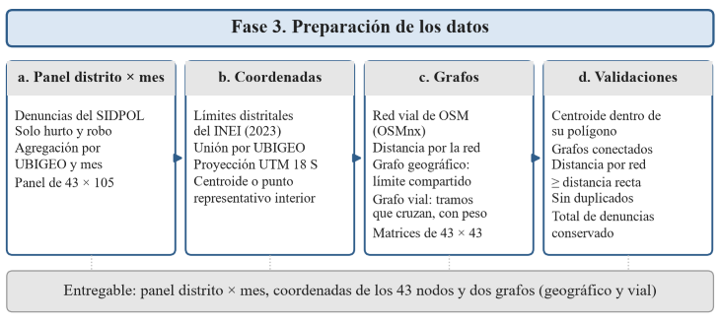 Fase 3. Preparación de los datos
a. Panel distrito × mes
Denuncias del SIDPOL
Solo hurto y robo
Agregación por
UBIGEO y mes
Panel de 43 × 105
b. Coordenadas
Límites distritales
del INEI (2023)
Unión por UBIGEO
Proyección UTM 18 S
Centroide o punto
representativo interior
c. Grafos
Red vial de OSM
(OSMnx)
Distancia por la red
Grafo geográfico:
límite compartido
Grafo vial: tramos
que cruzan, con peso
Matrices de 43 × 43
d. Validaciones
Centroide dentro de
su polígono
Grafos conectados
Distancia por red
≥ distancia recta
Sin duplicados
Total de denuncias
conservado
Entregable: panel distrito × mes, coordenadas de los 43 nodos y dos grafos (geográfico y vial)